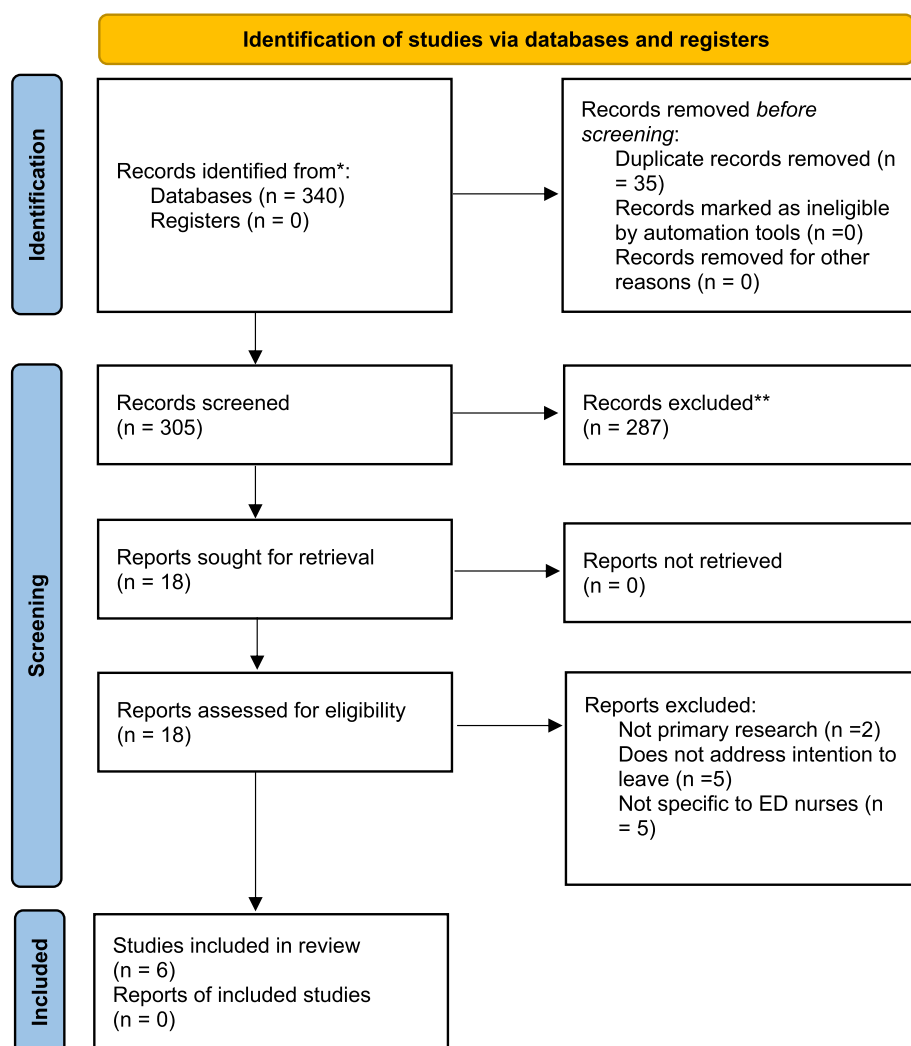 Identification of studies via databases and registers
Identification
Records identified from*:
Databases (n = 340)
Registers (n = 0)
Records removed before
screening:
Duplicate records removed (n
= 35)
Records marked as ineligible
by automation tools (n =0)
Records removed for other
reasons (n = 0)
Screening
Records screened
(n = 305)
Records excluded**
(n = 287)
Reports sought for retrieval
(n = 18)
Reports not retrieved
(n = 0)
Reports assessed for eligibility
(n = 18)
Reports excluded:
Not primary research (n =2)
Does not address intention to
leave (n =5)
Not specific to ED nurses (n
= 5)
Included
Studies included in review
(n = 6)
Reports of included studies
(n = 0)